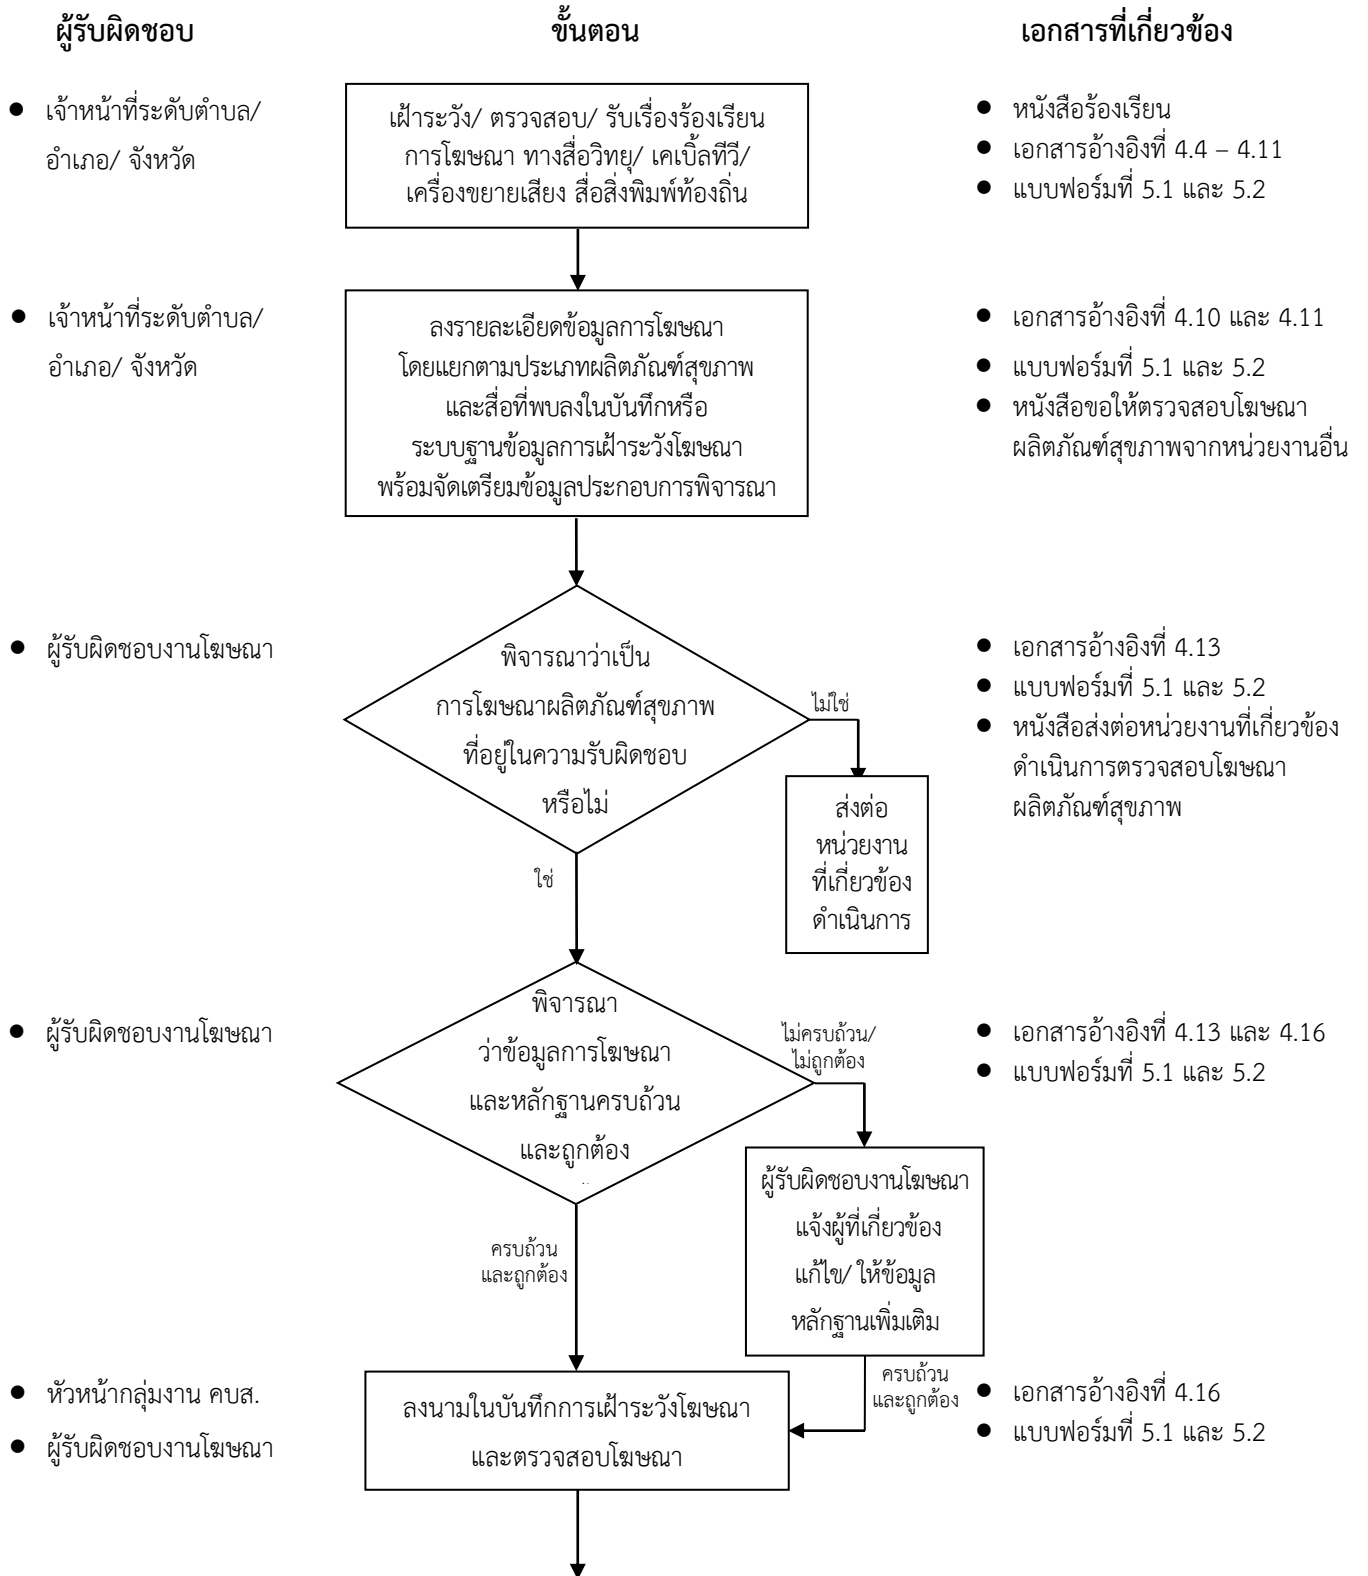 ผู้รับผิดชอบ
ขั้นตอน
เอกสารที่เกี่ยวข้อง
● เจ้าหน้าที่ระดับตำบล/
อำเภอ/ จังหวัด
เฝ้าระวัง/ ตรวจสอบ/ รับเรื่องร้องเรียน
การโฆษณา ทางสื่อวิทยุ/ เคเบิ้ลทีวี/
เครื่องขยายเสียง สื่อสิ่งพิมพ์ท้องถิ่น
● หนังสือร้องเรียน
● เอกสารอ้างอิงที่ 4.4 – 4.11
● แบบฟอร์มที่ 5.1 และ 5.2
● เจ้าหน้าที่ระดับตำบล/
อำเภอ/ จังหวัด
ลงรายละเอียดข้อมูลการโฆษณา
โดยแยกตามประเภทผลิตภัณฑ์สุขภาพ
และสื่อที่พบลงในบันทึกหรือ
ระบบฐานข้อมูลการเฝ้าระวังโฆษณา
พร้อมจัดเตรียมข้อมูลประกอบการพิจารณา
● เอกสารอ้างอิงที่ 4.10 และ 4.11
● แบบฟอร์มที่ 5.1 และ 5.2
● หนังสือขอให้ตรวจสอบโฆษณา
ผลิตภัณฑ์สุขภาพจากหน่วยงานอื่น
● ผู้รับผิดชอบงานโฆษณา
พิจารณาว่าเป็น
การโฆษณาผลิตภัณฑ์สุขภาพ
ที่อยู่ในความรับผิดชอบ
หรือไม่
ไม่ใช่
ส่งต่อ
หน่วยงาน
ที่เกี่ยวข้อง
ดำเนินการ
ใช่
● เอกสารอ้างอิงที่ 4.13
● แบบฟอร์มที่ 5.1 และ 5.2
● หนังสือส่งต่อหน่วยงานที่เกี่ยวข้อง
ดำเนินการตรวจสอบโฆษณา
ผลิตภัณฑ์สุขภาพ
● ผู้รับผิดชอบงานโฆษณา
พิจารณา
ว่าข้อมูลการโฆษณา
และหลักฐานครบถ้วน
และถูกต้อง
ไม่ครบถ้วน/
ไม่ถูกต้อง
ผู้รับผิดชอบงานโฆษณา
แจ้งผู้ที่เกี่ยวข้อง
แก้ไข/ ให้ข้อมูล
หลักฐานเพิ่มเติม
ครบถ้วน
และถูกต้อง
● เอกสารอ้างอิงที่ 4.13 และ 4.16
● แบบฟอร์มที่ 5.1 และ 5.2
ครบถ้วน
และถูกต้อง
● หัวหน้ากลุ่มงาน คบส.
● ผู้รับผิดชอบงานโฆษณา
ลงนามในบันทึกการเฝ้าระวังโฆษณา
และตรวจสอบโฆษณา
● เอกสารอ้างอิงที่ 4.16
● แบบฟอร์มที่ 5.1 และ 5.2